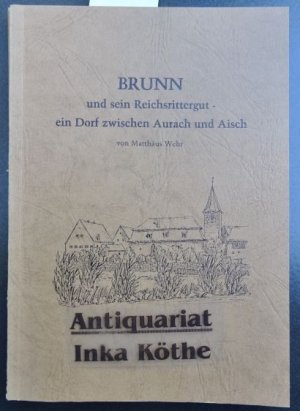 BRUNN
und sein Reichsrittergut -
ein Dorf zwischen Aurach und Aisch
von Matthäus Wehr
Antiquariat
Inka Köthe